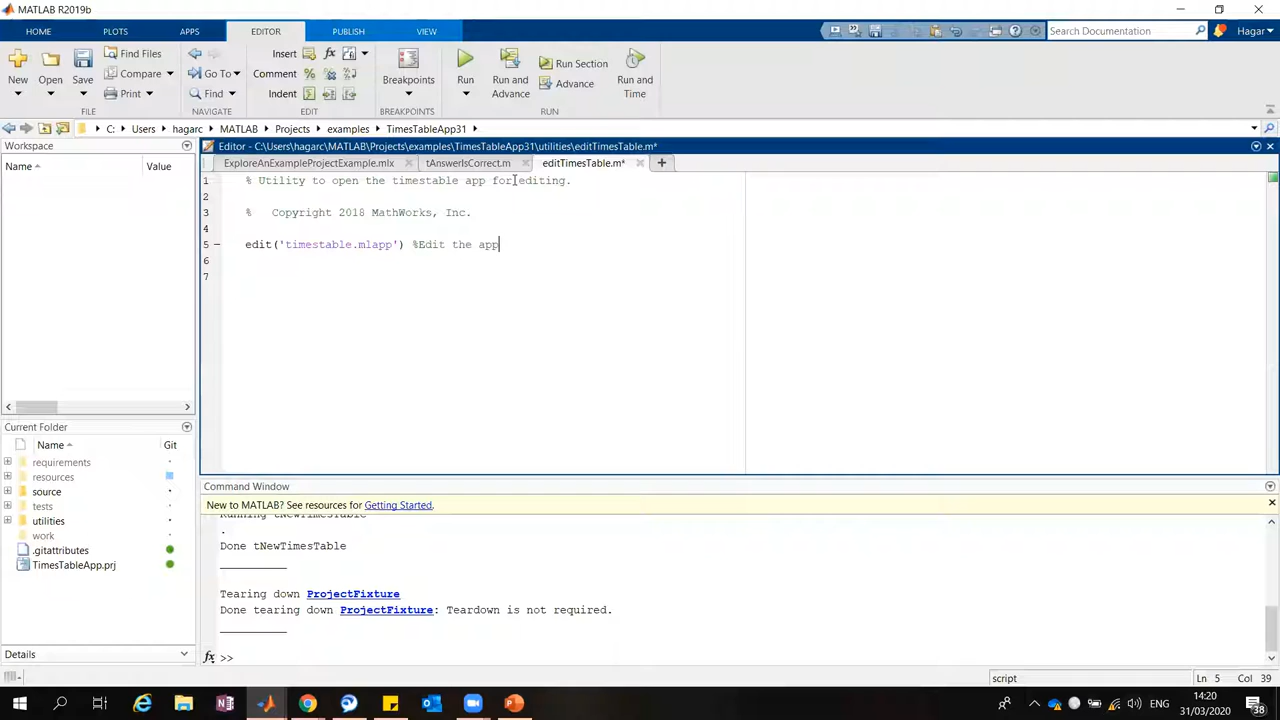 MATLAB R2019b
HOME PLOTS APPS EDITOR PUBLISH VIEW
Search Documentation
Hagar
New Open Save
Find Files
Compare
Print
FILE
Go To
Find
NAVIGATE
Insert
Comment
Indent
EDIT
Breakpoints
BREAKPOINTS
Run
Run and Advance
Run Section
Advance
Run and Time
RUN
C: Users hagarc MATLAB Projects examples TimesTableApp31
Workspace
Name Value
Editor - C:\Users\hagarc\MATLAB\Projects\examples\TimesTableApp31\utilities\editTimesTable.m*
ExploreAnExampleProjectExample.mlx tAnswerIsCorrect.m editTimesTable.m*
1 % Utility to open the timestable app for editing.
2
3 % Copyright 2018 MathWorks, Inc.
4
5 edit('timestable.mlapp') %Edit the app
6
7
Current Folder
Name Git
requirements
resources
source
tests
utilities
work
.gitattributes
TimesTableApp.prj
Details
Command Window
New to MATLAB? See resources for Getting Started.
Running tNewTimesTable
.
Done tNewTimesTable
__________
Tearing down ProjectFixture
Done tearing down ProjectFixture: Teardown is not required.
__________
fx >>
script Ln 5 Col 39
ENG
14:20
31/03/2020
38